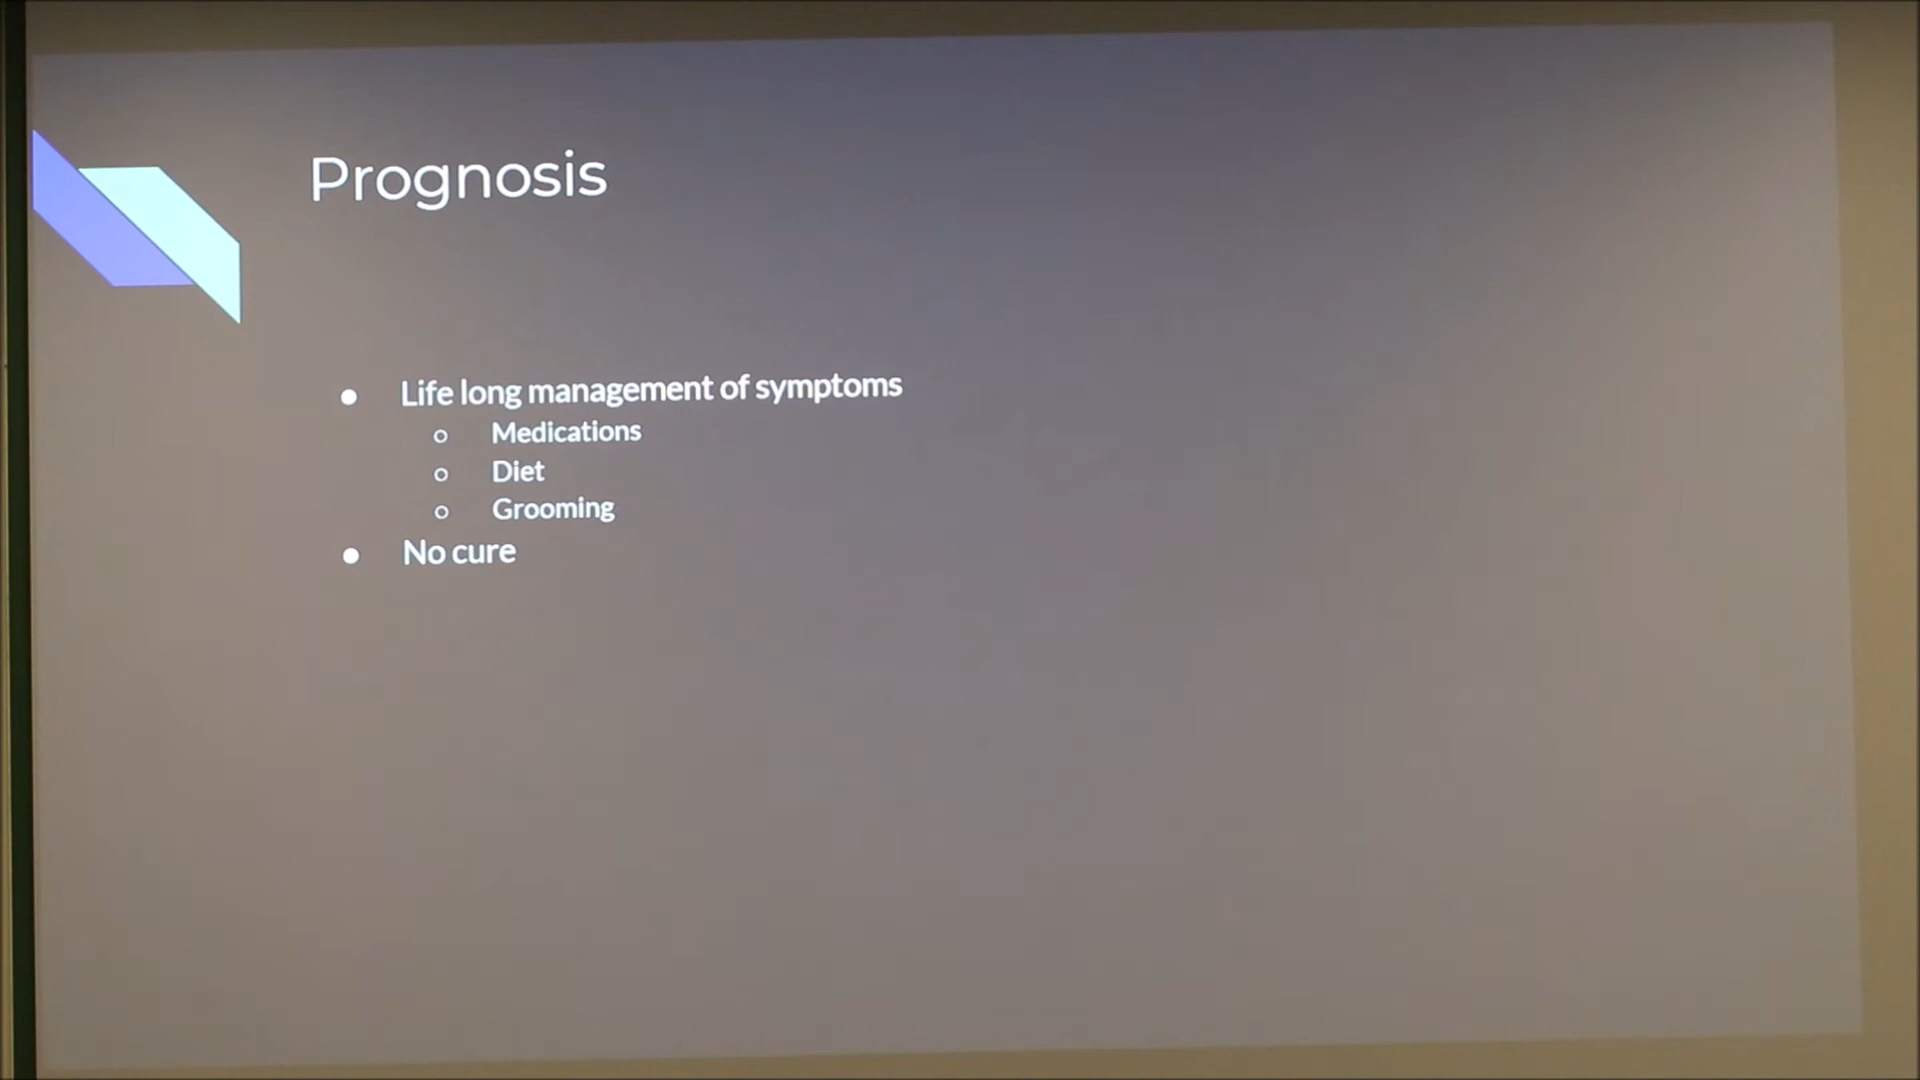 Prognosis
● Life long management of symptoms
○ Medications
○ Diet
○ Grooming
● No cure